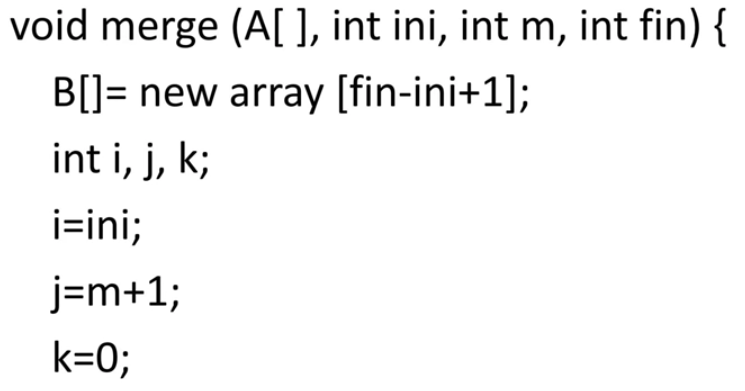 void merge (A[ ], int ini, int m, int fin) {
B[]= new array [fin-ini+1];
int i, j, k;
i=ini;
j=m+1;
k=0;